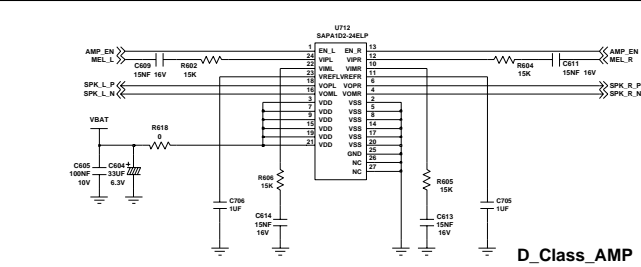 U712
SAPA1D2-24ELP
AMP_EN 1 EN_L EN_R 13 AMP_EN
MEL_L C609 15NF 16V R602 15K 24 VIPL VIPR 12 R604 15K C611 15NF 16V MEL_R
22 VIML VIMR 10
23 VREFL VREFR 11
SPK_L_P 18 VOPL VOPR 6 SPK_R_P
SPK_L_N 16 VOML VOMR 4 SPK_R_N
3 VDD VSS 2
7 VDD VSS 5
9 VDD VSS 8
15 VDD VSS 14
19 VDD VSS 17
21 VDD VSS 20
GND 25
NC 26
NC 27
VBAT
R618
0
C605
100NF
10V
C604
33UF
6.3V
+
R606
15K
R605
15K
C706
1UF
C614
15NF
16V
C613
15NF
16V
C705
1UF
D_Class_AMP